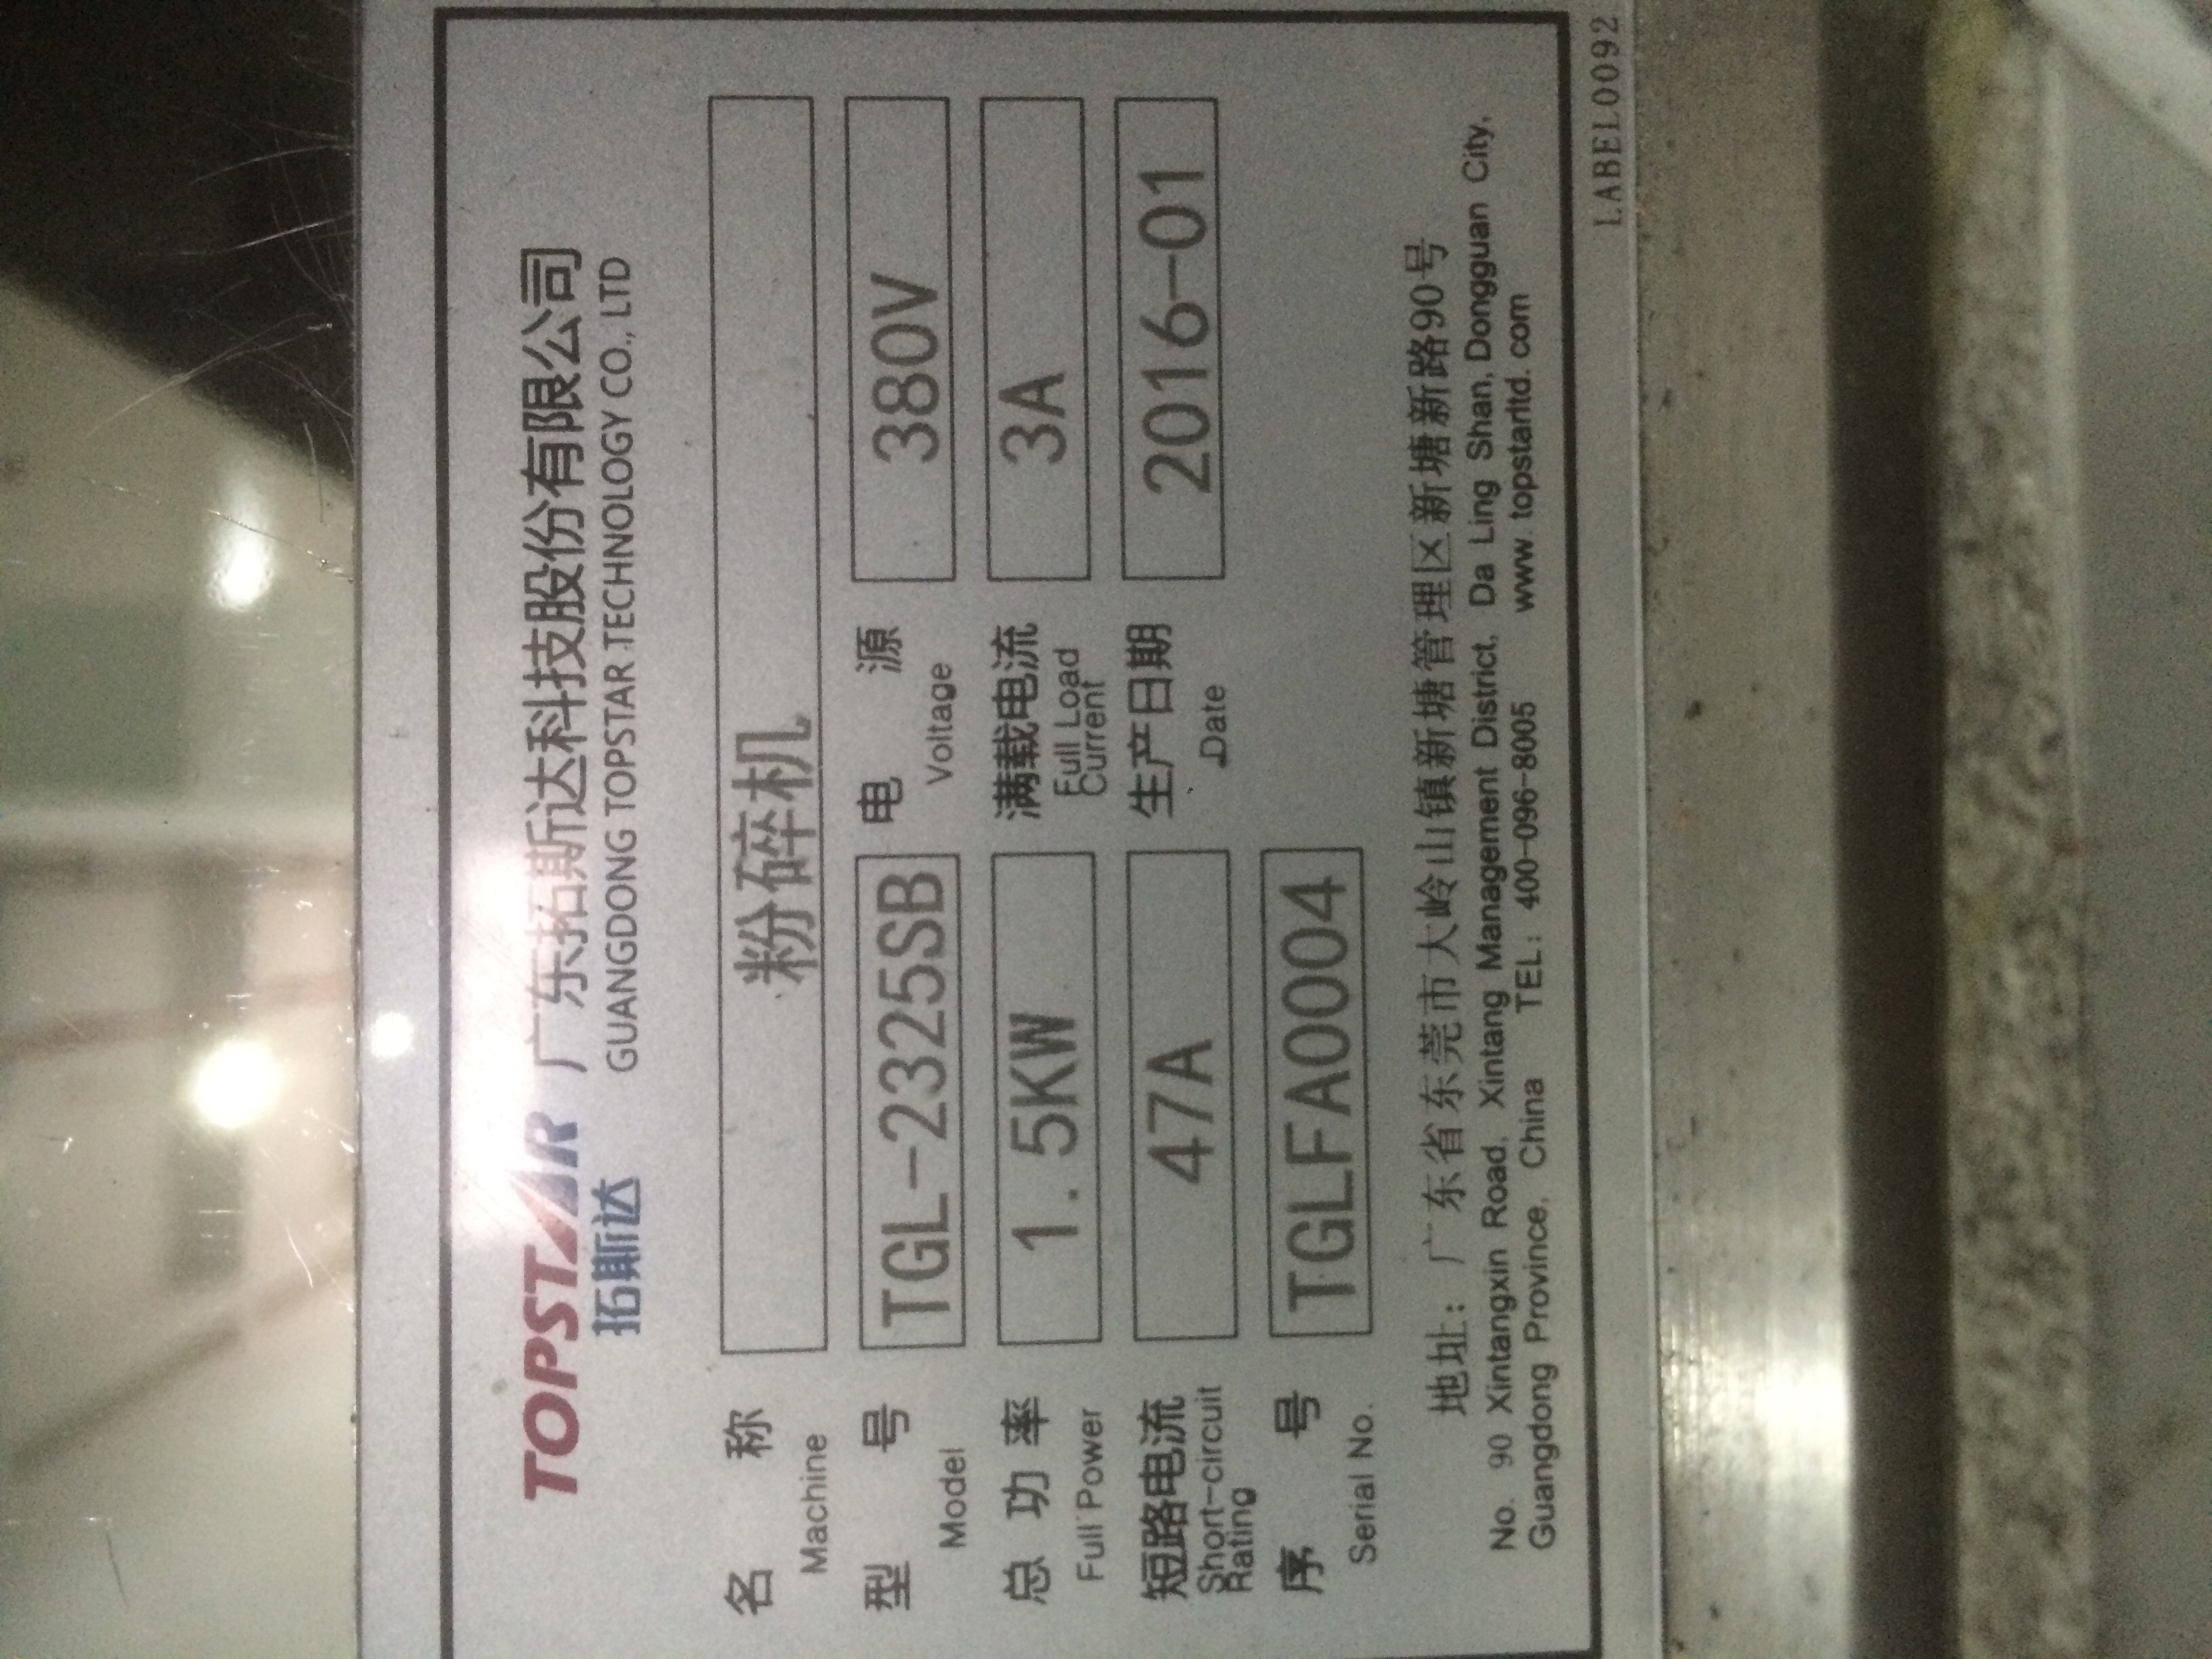 TOPSTAR 广东拓斯达科技股份有限公司
拓斯达 GUANGDONG TOPSTAR TECHNOLOGY CO., LTD
名 称 粉碎机
Machine
型 号 TGL-2325SB 电 源 380V
Model Voltage
总 功 率 1.5KW 满载电流 3A
Full Power Full Load
Current
短路电流 47A 生产日期 2016-01
Short-circuit Date
Rating
序 号 TGLFA0004
Serial No.
地址: 广东省东莞市大岭山镇新塘管理区新塘新路90号
No. 90 Xintangxin Road, Xintang Management District, Da Ling Shan, Dongguan City,
Guangdong Province, China TEL: 400-096-8005 www.topstarltd.com
LABEL0092